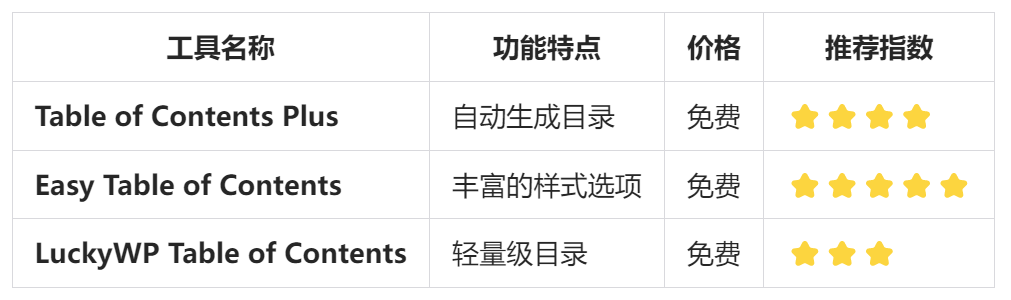 工具名称 功能特点 价格 推荐指数
Table of Contents Plus 自动生成目录 免费 ⭐⭐⭐⭐
Easy Table of Contents 丰富的样式选项 免费 ⭐⭐⭐⭐⭐
LuckyWP Table of Contents 轻量级目录 免费 ⭐⭐⭐